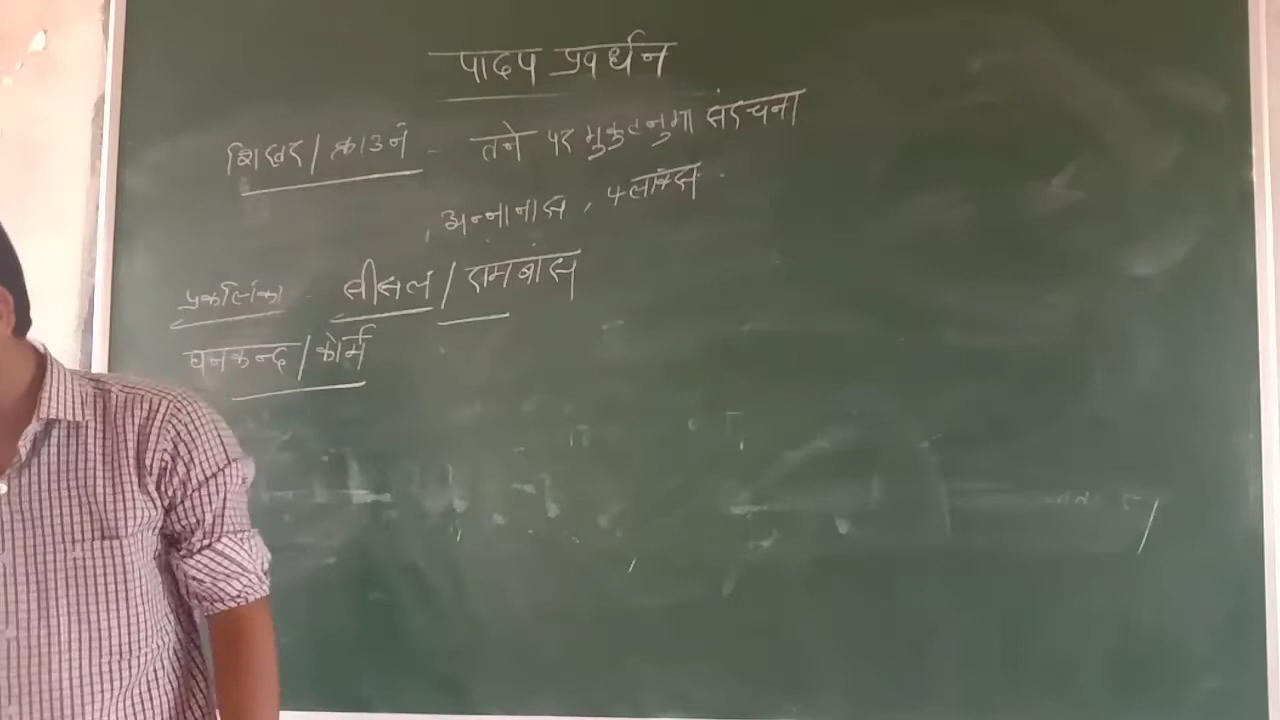 पादप प्रवर्धन
शिखर / क्राउन - तने पर मुकुटनुमा संरचना
अन्नानास , फ्लॉक्स
प्रकलिका - सीसल / रामबांस
घनकन्द / कोर्म